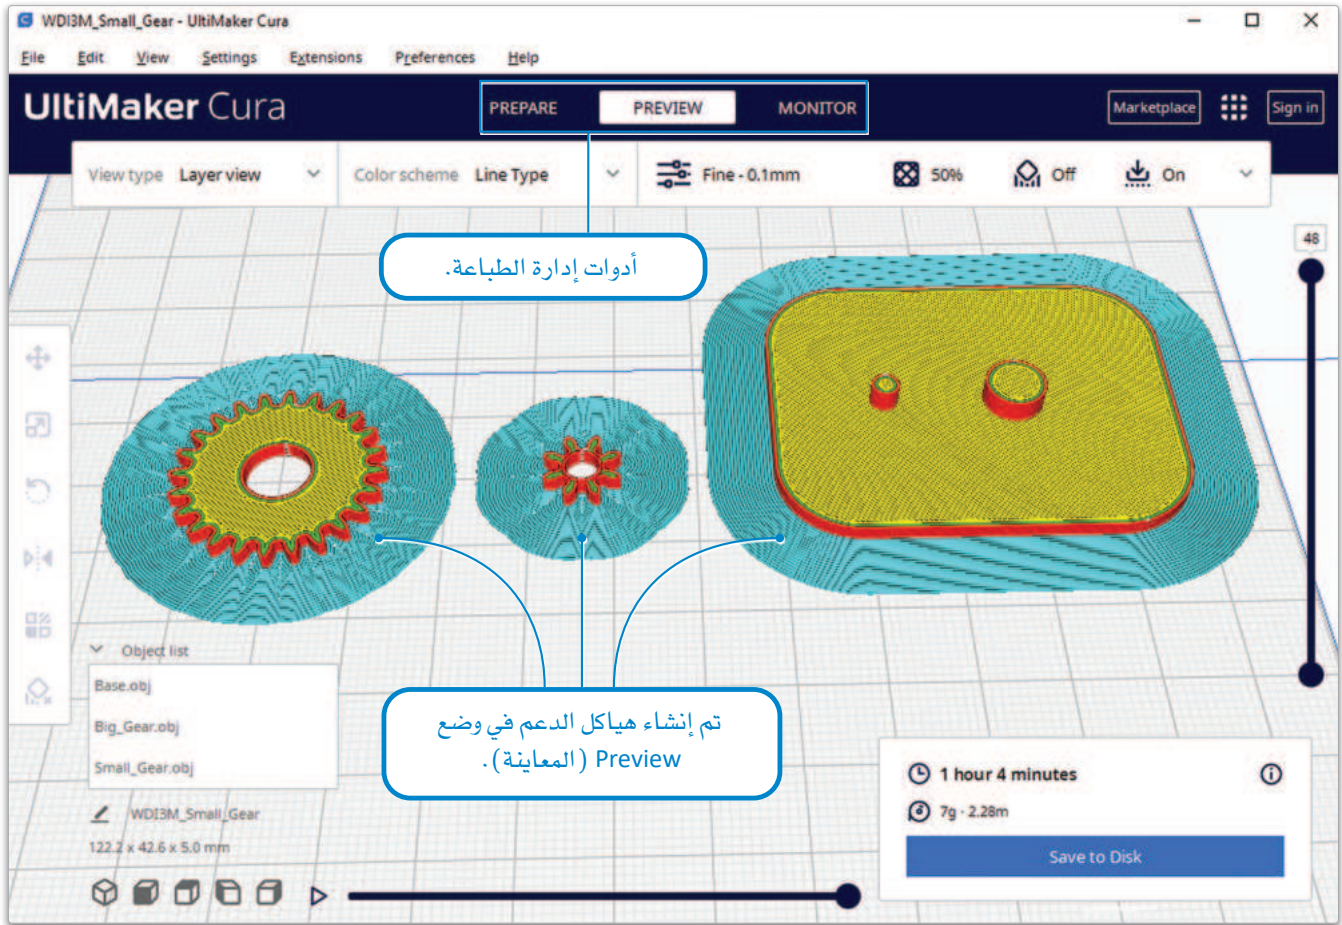 WDI3M_Small_Gear - UltiMaker Cura
File Edit View Settings Extensions Preferences Help
UltiMaker Cura PREPARE PREVIEW MONITOR Marketplace Sign in
View type Layer view Color scheme Line Type Fine - 0.1mm 50% Off On
48
أدوات إدارة الطباعة.
Object list
Base.obj
Big_Gear.obj
Small_Gear.obj
تم إنشاء هياكل الدعم في وضع
Preview (المعاينة).
WDI3M_Small_Gear
122.2 x 42.6 x 5.0 mm
1 hour 4 minutes
7g · 2.28m
Save to Disk